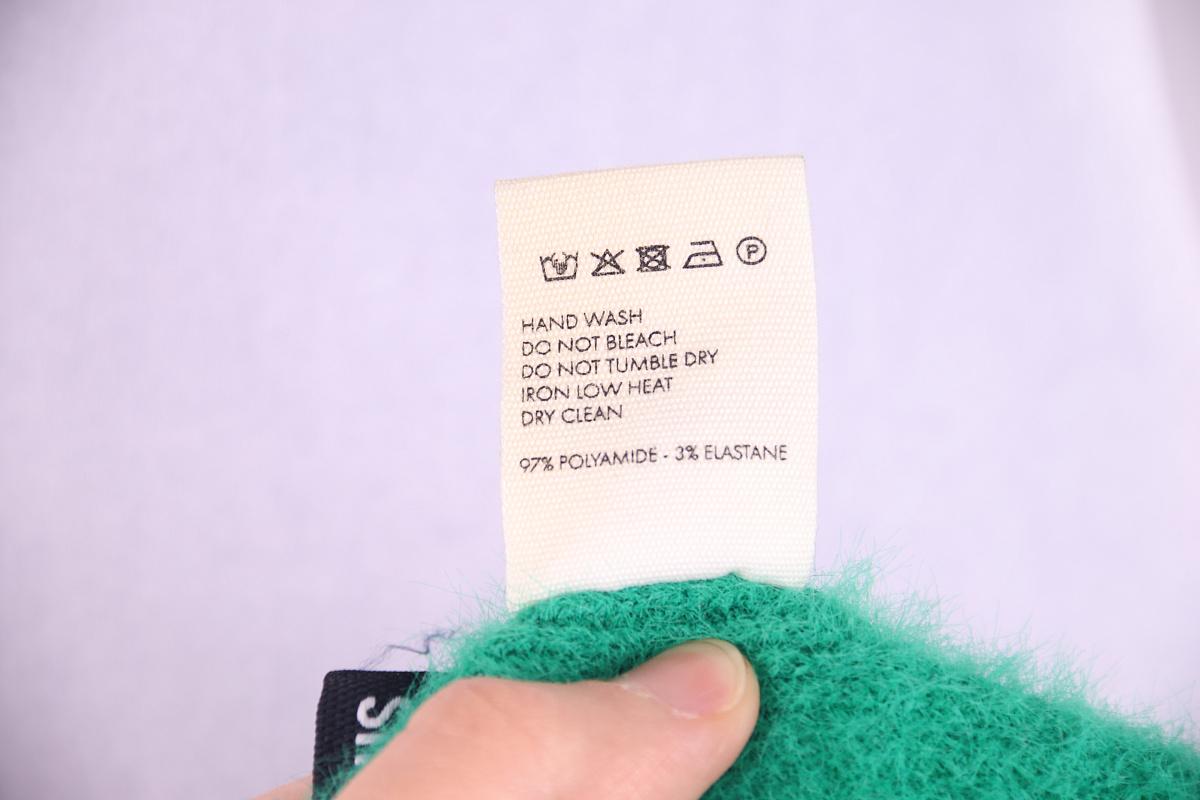 P
HAND WASH
DO NOT BLEACH
DO NOT TUMBLE DRY
IRON LOW HEAT
DRY CLEAN
97% POLYAMIDE - 3% ELASTANE